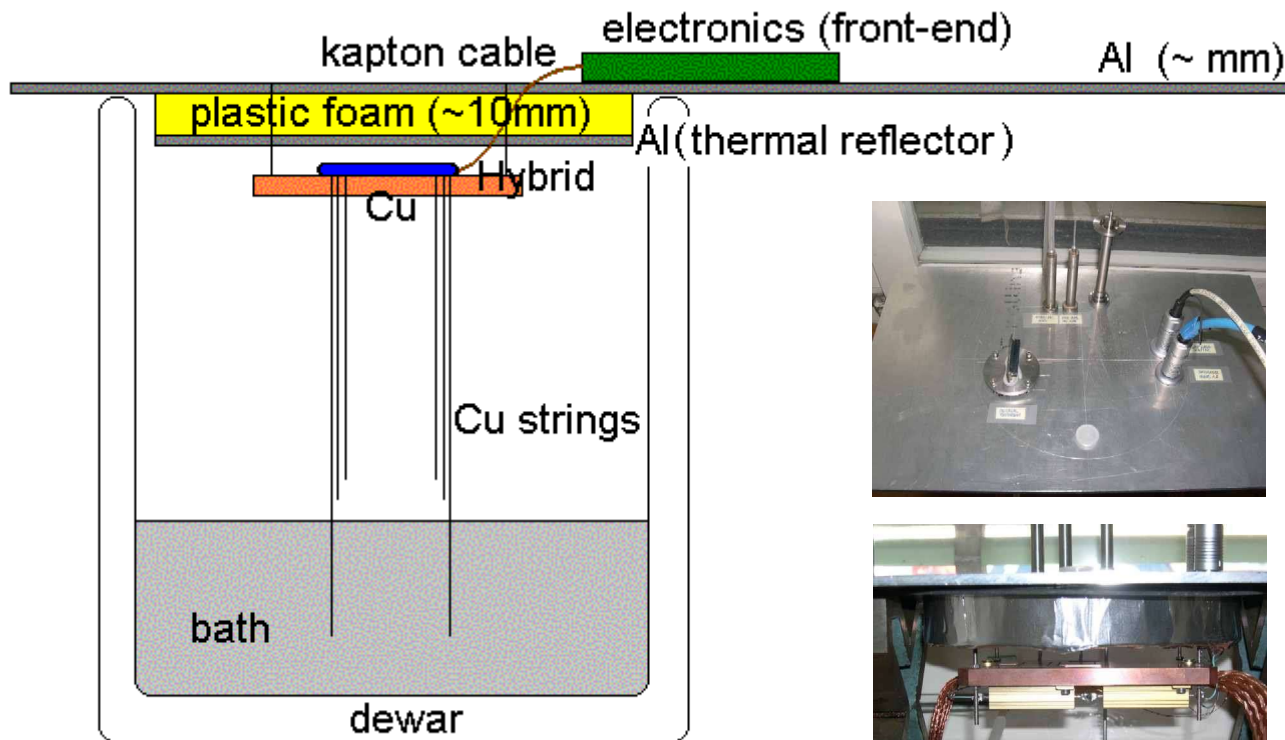 electronics (front-end)
kapton cable
Al (~ mm)
plastic foam (~10mm)
Al(thermal reflector)
Hybrid
Cu
Cu strings
bath
dewar